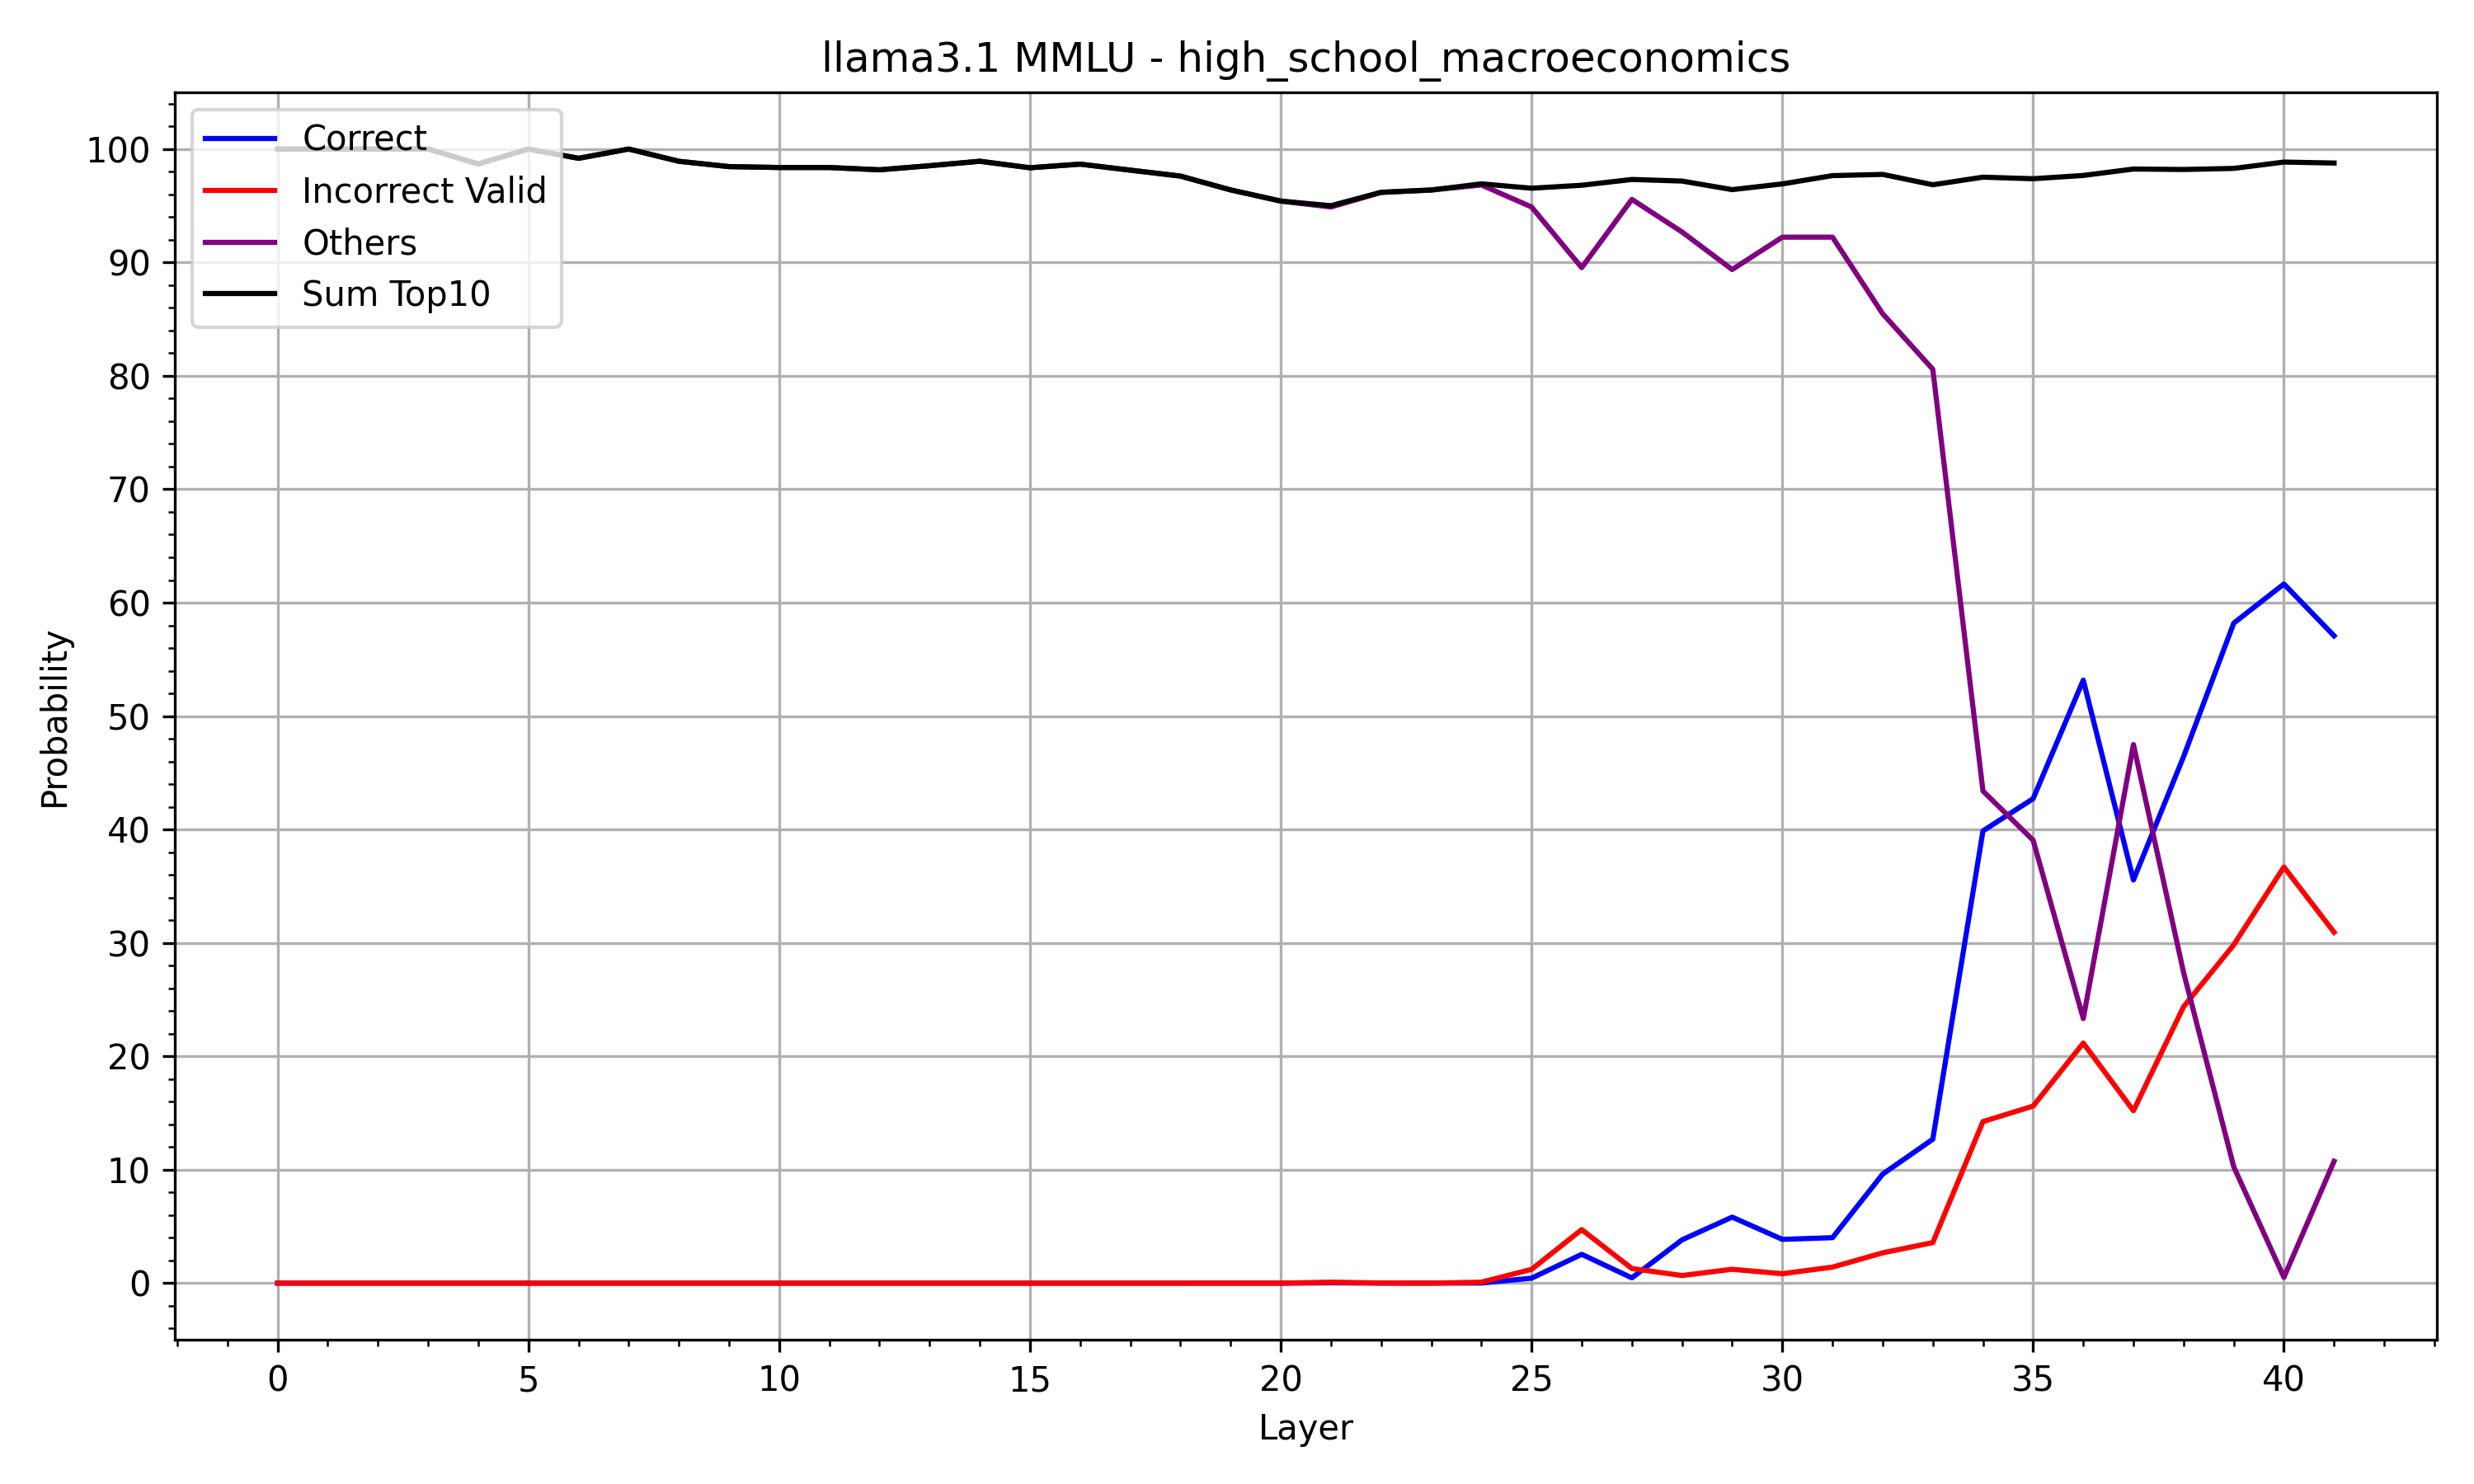 llama3.1 MMLU - high_school_macroeconomics
Correct
Incorrect Valid
Others
Sum Top10
100
90
80
70
60
50
40
30
20
10
0
Probability
0 5 10 15 20 25 30 35 40
Layer